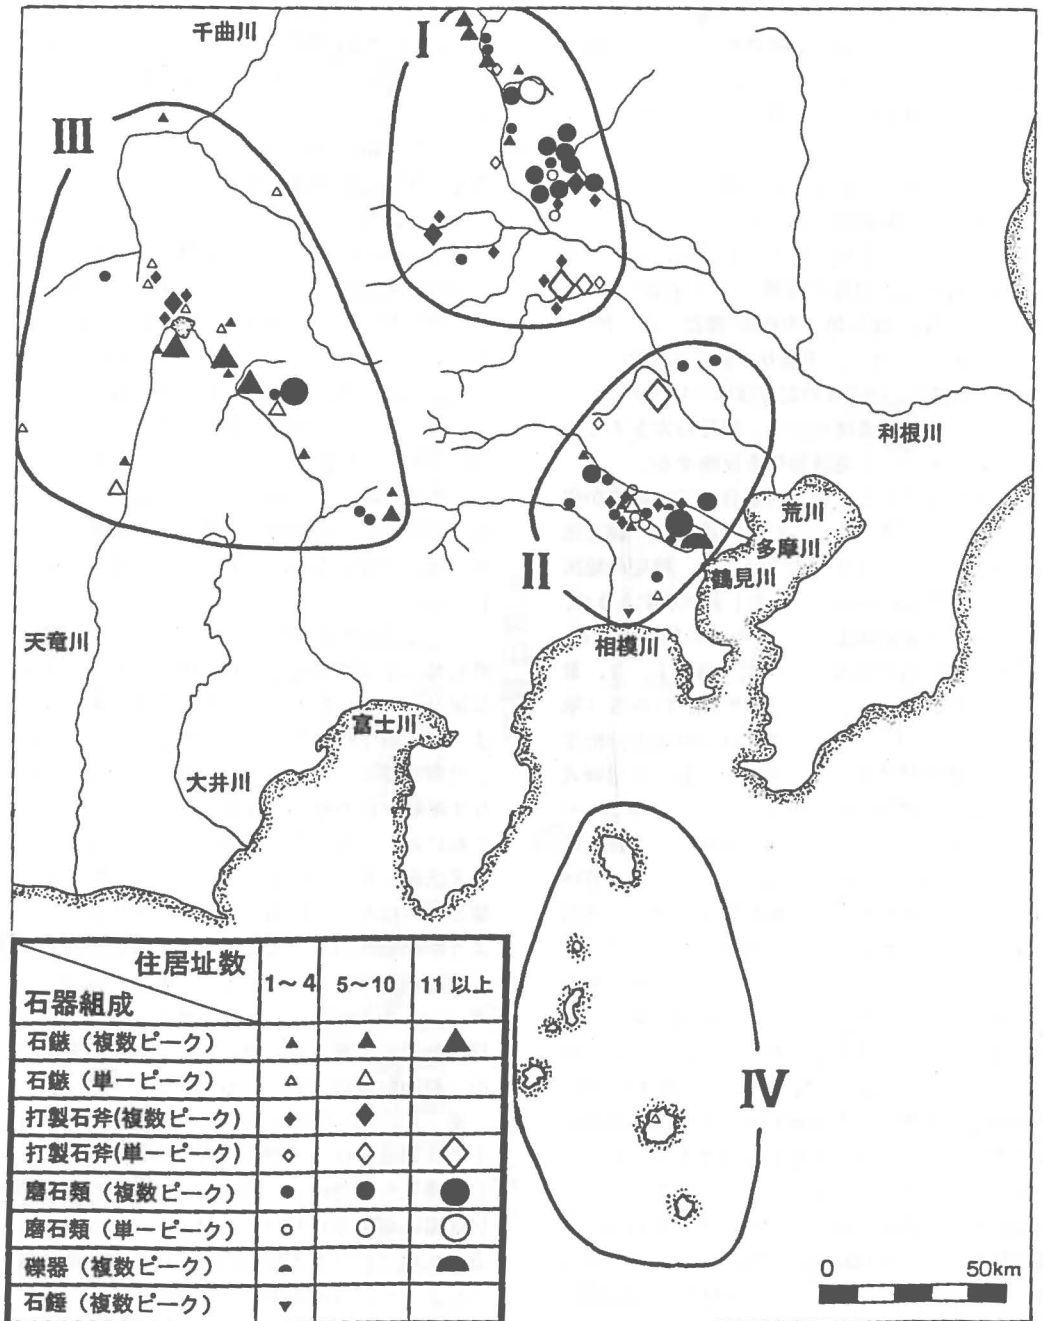 千曲川
I
III
利根川
荒川
多摩川
II
鶴見川
天竜川
相模川
富士川
大井川
IV
住居址数
石器組成
1～4
5～10
11以上
石鏃（複数ピーク）
石鏃（単一ピーク）
打製石斧(複数ピーク)
打製石斧(単一ピーク)
磨石類（複数ピーク）
磨石類（単一ピーク）
礫器（複数ピーク）
石錘（複数ピーク）
0 50km